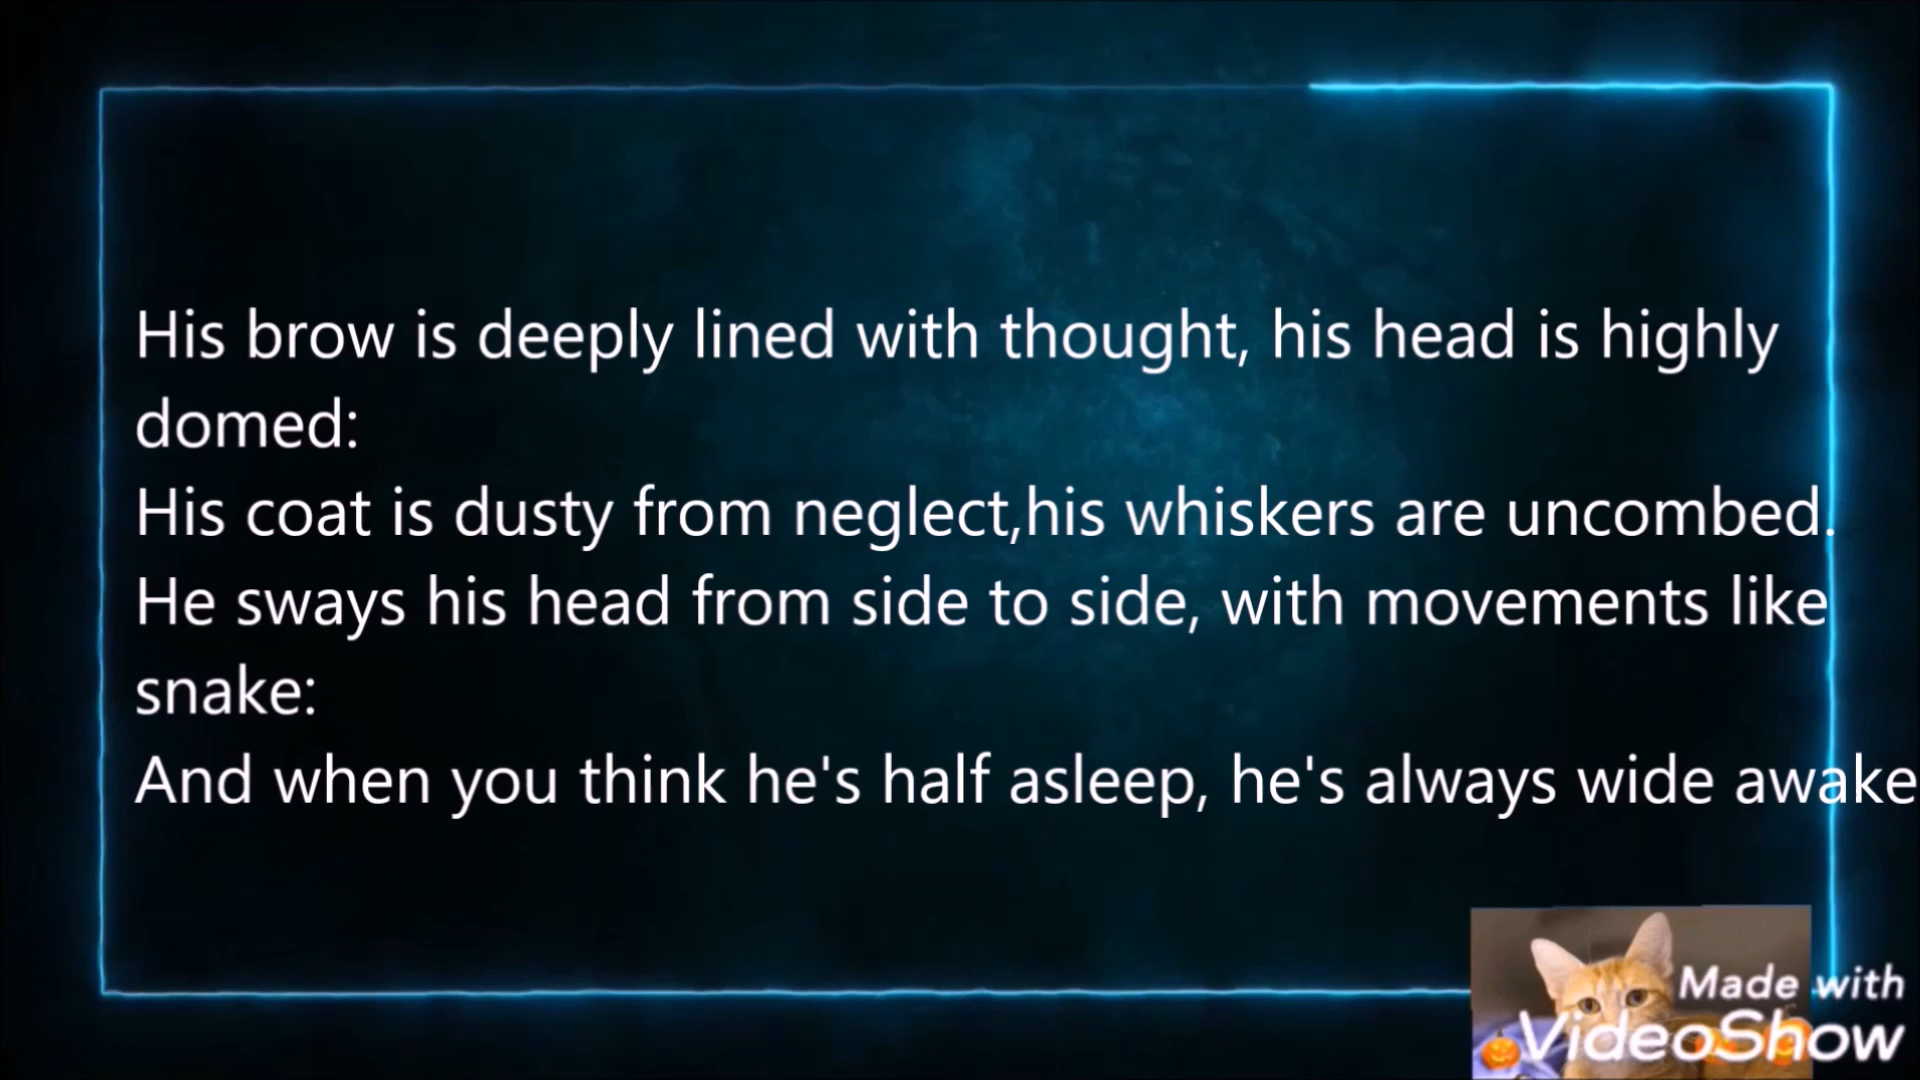 His brow is deeply lined with thought, his head is highly
domed:
His coat is dusty from neglect,his whiskers are uncombed.
He sways his head from side to side, with movements like
snake:
And when you think he's half asleep, he's always wide awake
Made with
VideoShow